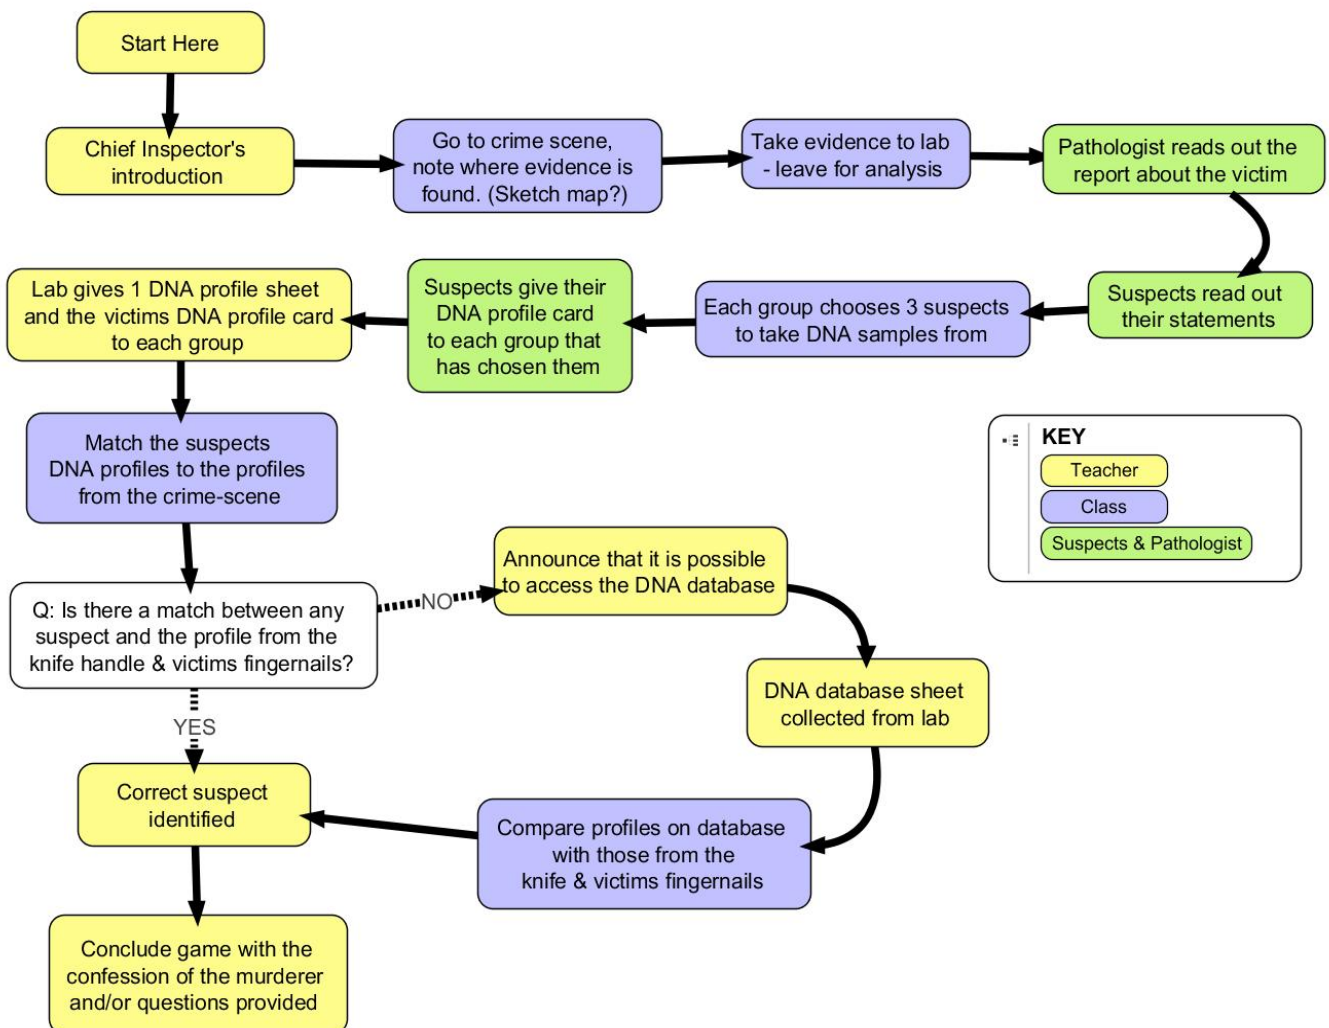 Start Here
Chief Inspector's
introduction
Go to crime scene,
note where evidence is
found. (Sketch map?)
Take evidence to lab
- leave for analysis
Pathologist reads out the
report about the victim
Suspects read out
their statements
Each group chooses 3 suspects
to take DNA samples from
Suspects give their
DNA profile card
to each group that
has chosen them
Lab gives 1 DNA profile sheet
and the victims DNA profile card
to each group
Match the suspects
DNA profiles to the profiles
from the crime-scene
Q: Is there a match between any
suspect and the profile from the
knife handle & victims fingernails?
NO
Announce that it is possible
to access the DNA database
DNA database sheet
collected from lab
Compare profiles on database
with those from the
knife & victims fingernails
YES
Correct suspect
identified
Conclude game with the
confession of the murderer
and/or questions provided
KEY
Teacher
Class
Suspects & Pathologist